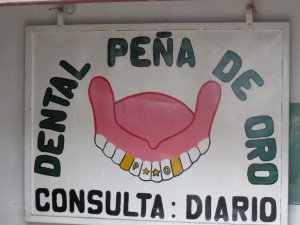 DENTAL PEÑA DE ORO
P★★O
CONSULTA: DIARIO